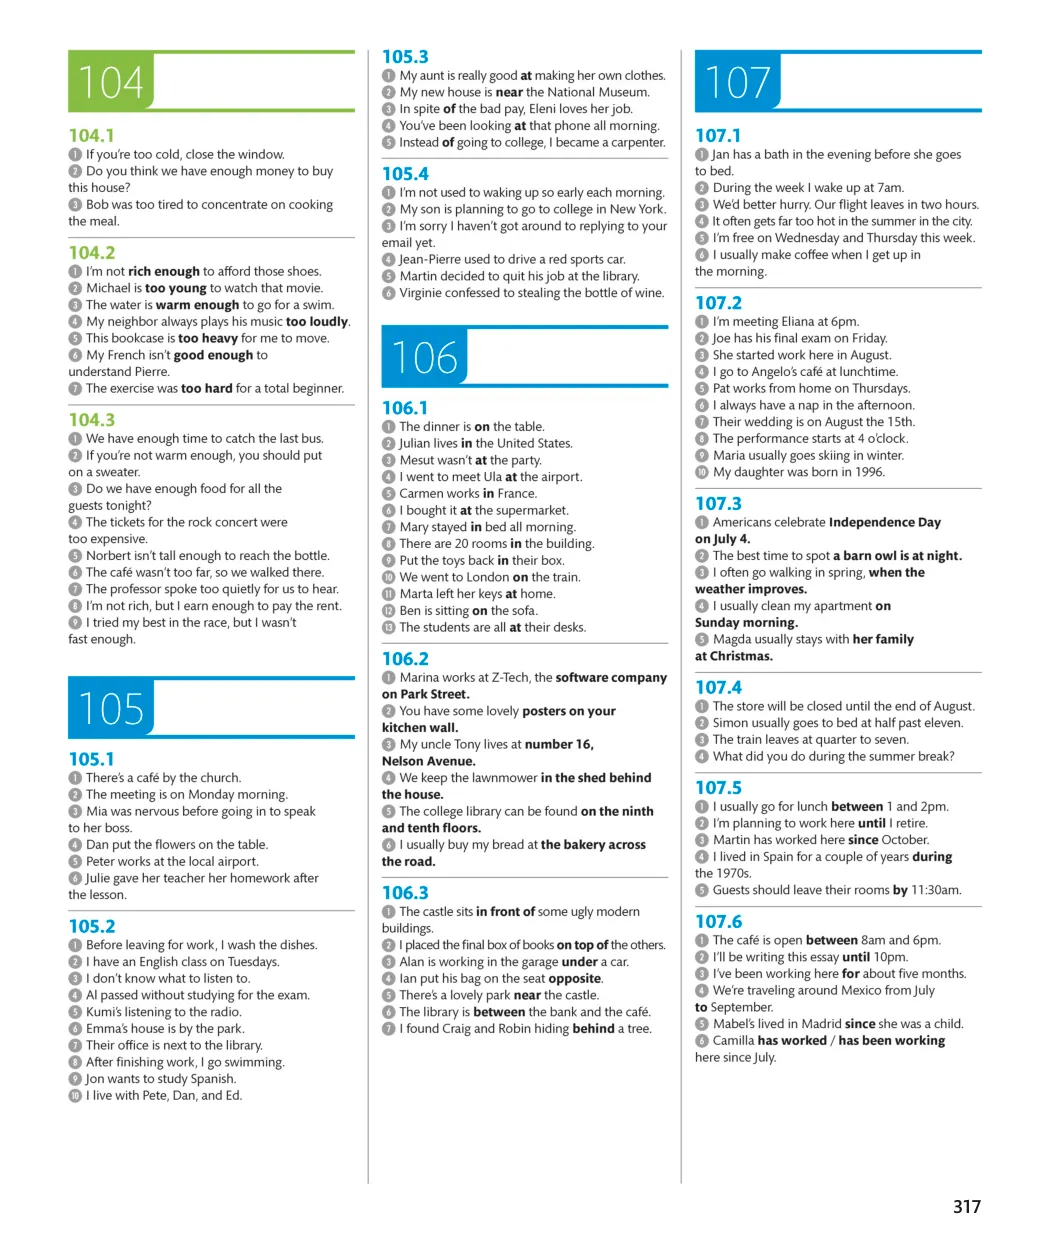 104
104.1
1 If you're too cold, close the window.
2 Do you think we have enough money to buy
this house?
3 Bob was too tired to concentrate on cooking
the meal.
104.2
1 I'm not rich enough to afford those shoes.
2 Michael is too young to watch that movie.
3 The water is warm enough to go for a swim.
4 My neighbor always plays his music too loudly.
5 This bookcase is too heavy for me to move.
6 My French isn't good enough to
understand Pierre.
7 The exercise was too hard for a total beginner.
104.3
1 We have enough time to catch the last bus.
2 If you're not warm enough, you should put
on a sweater.
3 Do we have enough food for all the
guests tonight?
4 The tickets for the rock concert were
too expensive.
5 Norbert isn't tall enough to reach the bottle.
6 The café wasn't too far, so we walked there.
7 The professor spoke too quietly for us to hear.
8 I'm not rich, but I earn enough to pay the rent.
9 I tried my best in the race, but I wasn't
fast enough.
105
105.1
1 There's a café by the church.
2 The meeting is on Monday morning.
3 Mia was nervous before going in to speak
to her boss.
4 Dan put the flowers on the table.
5 Peter works at the local airport.
6 Julie gave her teacher her homework after
the lesson.
105.2
1 Before leaving for work, I wash the dishes.
2 I have an English class on Tuesdays.
3 I don't know what to listen to.
4 Al passed without studying for the exam.
5 Kumi's listening to the radio.
6 Emma's house is by the park.
7 Their office is next to the library.
8 After finishing work, I go swimming.
9 Jon wants to study Spanish.
10 I live with Pete, Dan, and Ed.
105.3
1 My aunt is really good at making her own clothes.
2 My new house is near the National Museum.
3 In spite of the bad pay, Eleni loves her job.
4 You've been looking at that phone all morning.
5 Instead of going to college, I became a carpenter.
105.4
1 I'm not used to waking up so early each morning.
2 My son is planning to go to college in New York.
3 I'm sorry I haven't got around to replying to your
email yet.
4 Jean-Pierre used to drive a red sports car.
5 Martin decided to quit his job at the library.
6 Virginie confessed to stealing the bottle of wine.
106
106.1
1 The dinner is on the table.
2 Julian lives in the United States.
3 Mesut wasn't at the party.
4 I went to meet Ula at the airport.
5 Carmen works in France.
6 I bought it at the supermarket.
7 Mary stayed in bed all morning.
8 There are 20 rooms in the building.
9 Put the toys back in their box.
10 We went to London on the train.
11 Marta left her keys at home.
12 Ben is sitting on the sofa.
13 The students are all at their desks.
106.2
1 Marina works at Z-Tech, the software company
on Park Street.
2 You have some lovely posters on your
kitchen wall.
3 My uncle Tony lives at number 16,
Nelson Avenue.
4 We keep the lawnmower in the shed behind
the house.
5 The college library can be found on the ninth
and tenth floors.
6 I usually buy my bread at the bakery across
the road.
106.3
1 The castle sits in front of some ugly modern
buildings.
2 I placed the final box of books on top of the others.
3 Alan is working in the garage under a car.
4 Ian put his bag on the seat opposite.
5 There's a lovely park near the castle.
6 The library is between the bank and the café.
7 I found Craig and Robin hiding behind a tree.
107
107.1
1 Jan has a bath in the evening before she goes
to bed.
2 During the week I wake up at 7am.
3 We'd better hurry. Our flight leaves in two hours.
4 It often gets far too hot in the summer in the city.
5 I'm free on Wednesday and Thursday this week.
6 I usually make coffee when I get up in
the morning.
107.2
1 I'm meeting Eliana at 6pm.
2 Joe has his final exam on Friday.
3 She started work here in August.
4 I go to Angelo's café at lunchtime.
5 Pat works from home on Thursdays.
6 I always have a nap in the afternoon.
7 Their wedding is on August the 15th.
8 The performance starts at 4 o'clock.
9 Maria usually goes skiing in winter.
10 My daughter was born in 1996.
107.3
1 Americans celebrate Independence Day
on July 4.
2 The best time to spot a barn owl is at night.
3 I often go walking in spring, when the
weather improves.
4 I usually clean my apartment on
Sunday morning.
5 Magda usually stays with her family
at Christmas.
107.4
1 The store will be closed until the end of August.
2 Simon usually goes to bed at half past eleven.
3 The train leaves at quarter to seven.
4 What did you do during the summer break?
107.5
1 I usually go for lunch between 1 and 2pm.
2 I'm planning to work here until I retire.
3 Martin has worked here since October.
4 I lived in Spain for a couple of years during
the 1970s.
5 Guests should leave their rooms by 11:30am.
107.6
1 The café is open between 8am and 6pm.
2 I'll be writing this essay until 10pm.
3 I've been working here for about five months.
4 We're traveling around Mexico from July
to September.
5 Mabel's lived in Madrid since she was a child.
6 Camilla has worked / has been working
here since July.
317